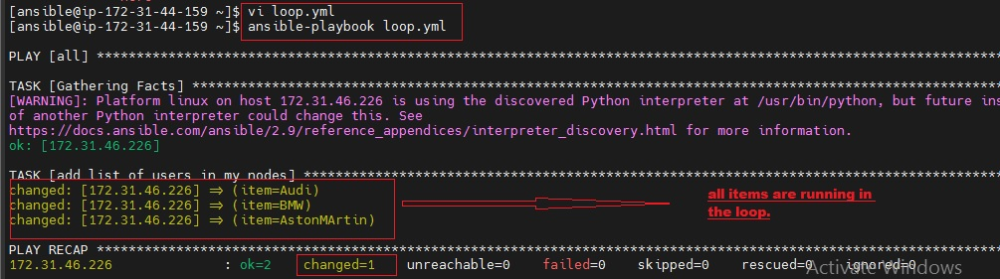 [ansible@ip-172-31-44-159 ~]$ vi loop.yml
[ansible@ip-172-31-44-159 ~]$ ansible-playbook loop.yml
PLAY [all] ****************************************************************************************************
TASK [Gathering Facts] ****************************************************************************************
[WARNING]: Platform linux on host 172.31.46.226 is using the discovered Python interpreter at /usr/bin/python, but future ins
of another Python interpreter could change this. See
https://docs.ansible.com/ansible/2.9/reference_appendices/interpreter_discovery.html for more information.
ok: [172.31.46.226]
TASK [add list of users in my nodes] **************************************************************************
changed: [172.31.46.226] => (item=Audi)
changed: [172.31.46.226] => (item=BMW)
changed: [172.31.46.226] => (item=AstonMArtin)
all items are running in
the loop.
PLAY RECAP ****************************************************************************************************
172.31.46.226 : ok=2 changed=1 unreachable=0 failed=0 skipped=0 rescued=0 ignored=0
Activate Windows